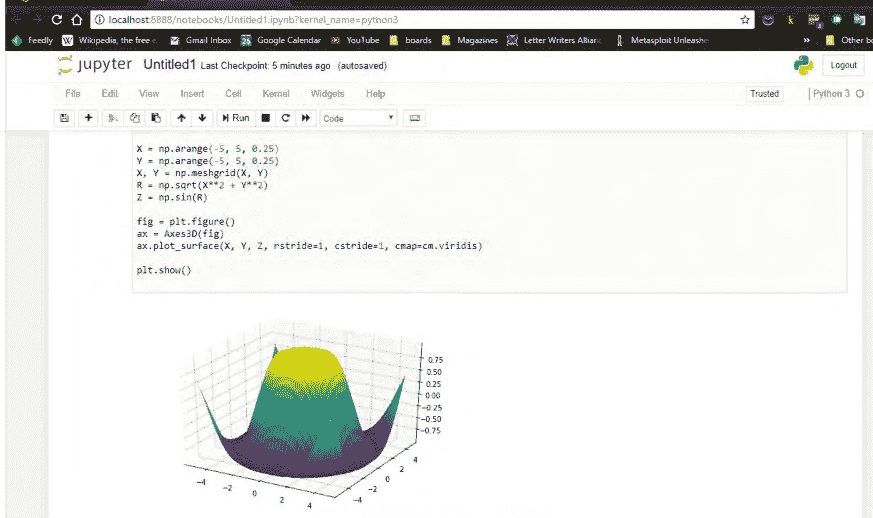 localhost:8888/notebooks/Untitled1.ipynb?kernel_name=python3
Feedly Wikipedia, the free e Gmail Inbox Google Calendar YouTube boards Magazines Letter Writers Allianc Metasploit Unleashe » Other bo
jupyter Untitled1 Last Checkpoint: 5 minutes ago (autosaved) Logout
File Edit View Insert Cell Kernel Widgets Help Trusted Python 3
Run Code
X = np.arange(-5, 5, 0.25)
Y = np.arange(-5, 5, 0.25)
X, Y = np.meshgrid(X, Y)
R = np.sqrt(X**2 + Y**2)
Z = np.sin(R)
fig = plt.figure()
ax = Axes3D(fig)
ax.plot_surface(X, Y, Z, rstride=1, cstride=1, cmap=cm.viridis)
plt.show()
0.75
0.50
0.25
0.00
−0.25
−0.50
−0.75
−4 −2 0 2 4
−4 −2 0 2 4